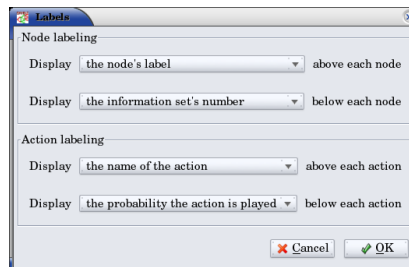 Labels
Node labeling
Display the node's label above each node
Display the information set's number below each node
Action labeling
Display the name of the action above each action
Display the probability the action is played below each action
Cancel OK